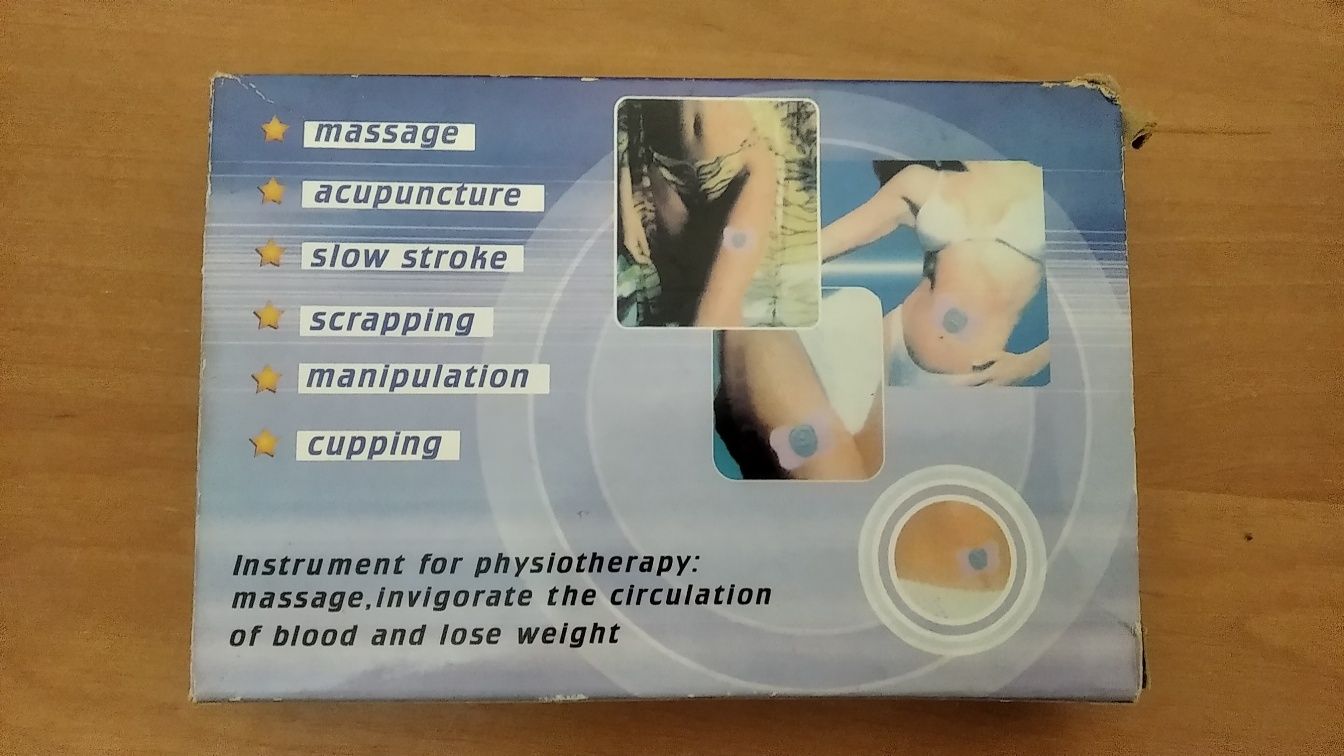 massage
acupuncture
slow stroke
scrapping
manipulation
cupping
Instrument for physiotherapy:
massage,invigorate the circulation
of blood and lose weight